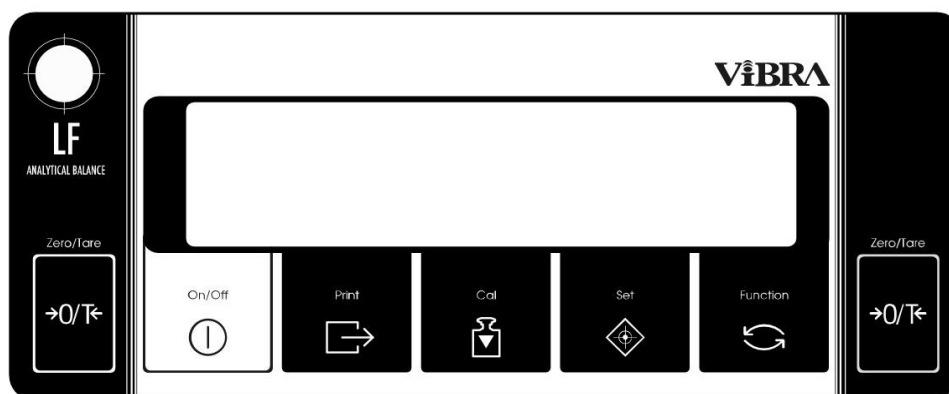 ViBRA
LF
ANALYTICAL BALANCE
Zero/Tare
→0/T←
On/Off
Print
Cal
Set
Function
Zero/Tare
→0/T←